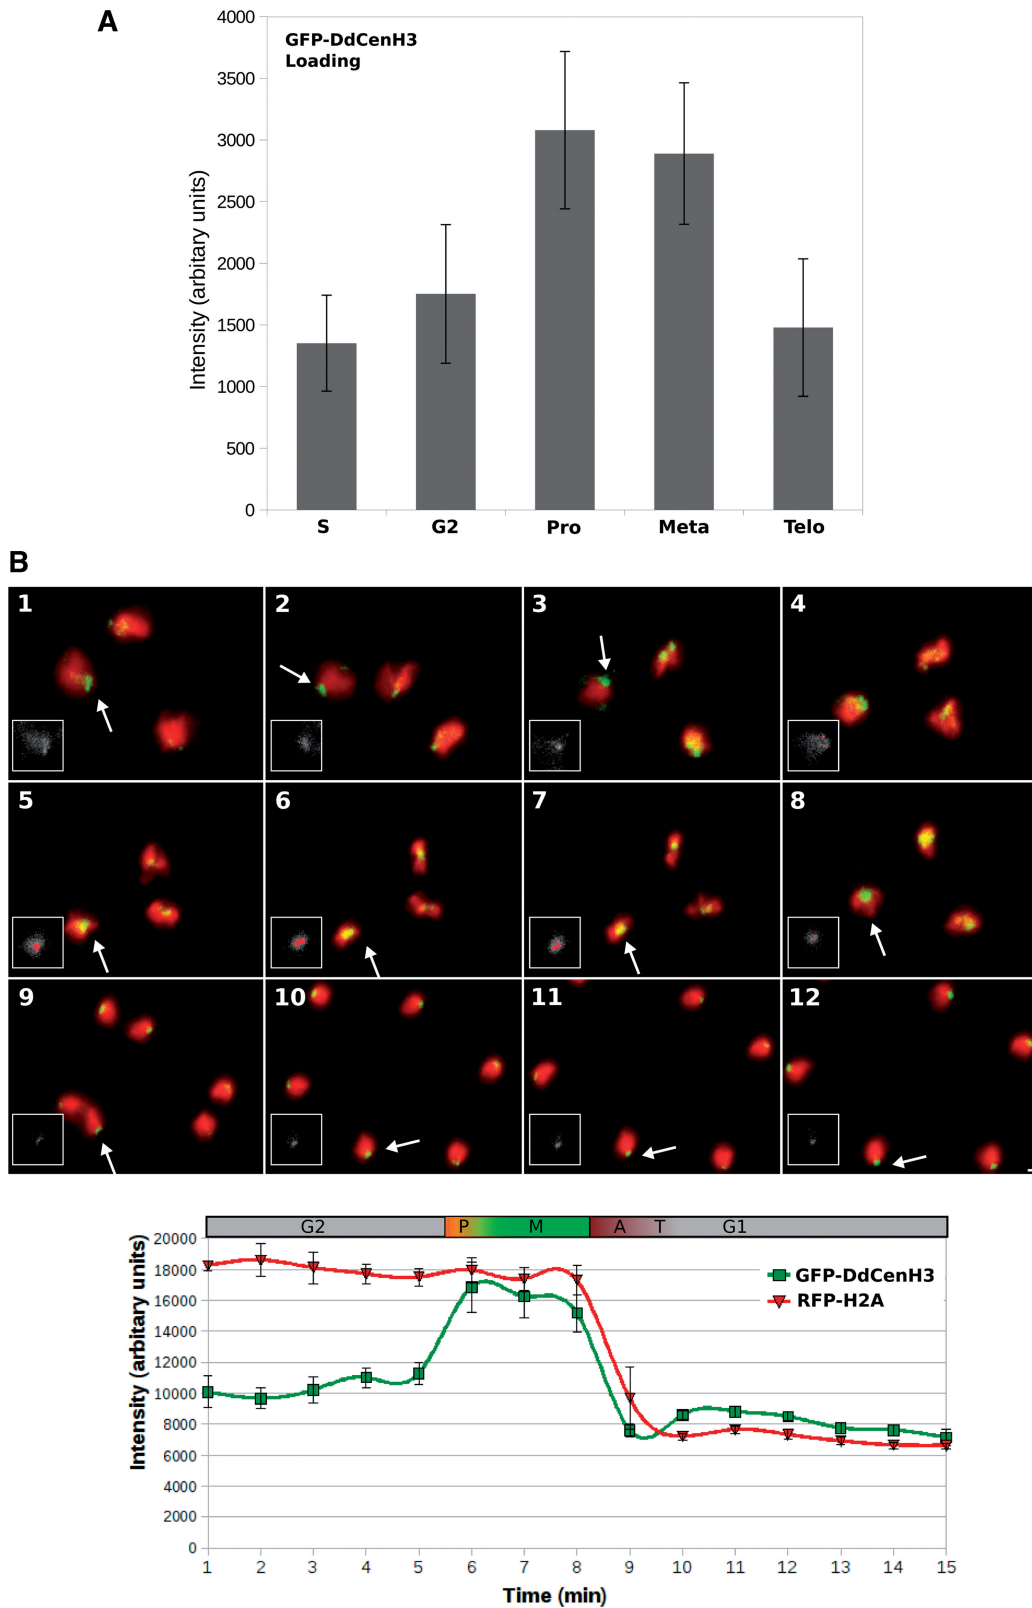 A
GFP-DdCenH3
Loading
Intensity (arbitary units)
4000
3500
3000
2500
2000
1500
1000
500
0
S G2 Pro Meta Telo
B
1 2 3 4
5 6 7 8
9 10 11 12
G2 P M A T G1
Intensity (arbitary units)
20000
18000
16000
14000
12000
10000
8000
6000
4000
2000
0
GFP-DdCenH3
RFP-H2A
1 2 3 4 5 6 7 8 9 10 11 12 13 14 15
Time (min)